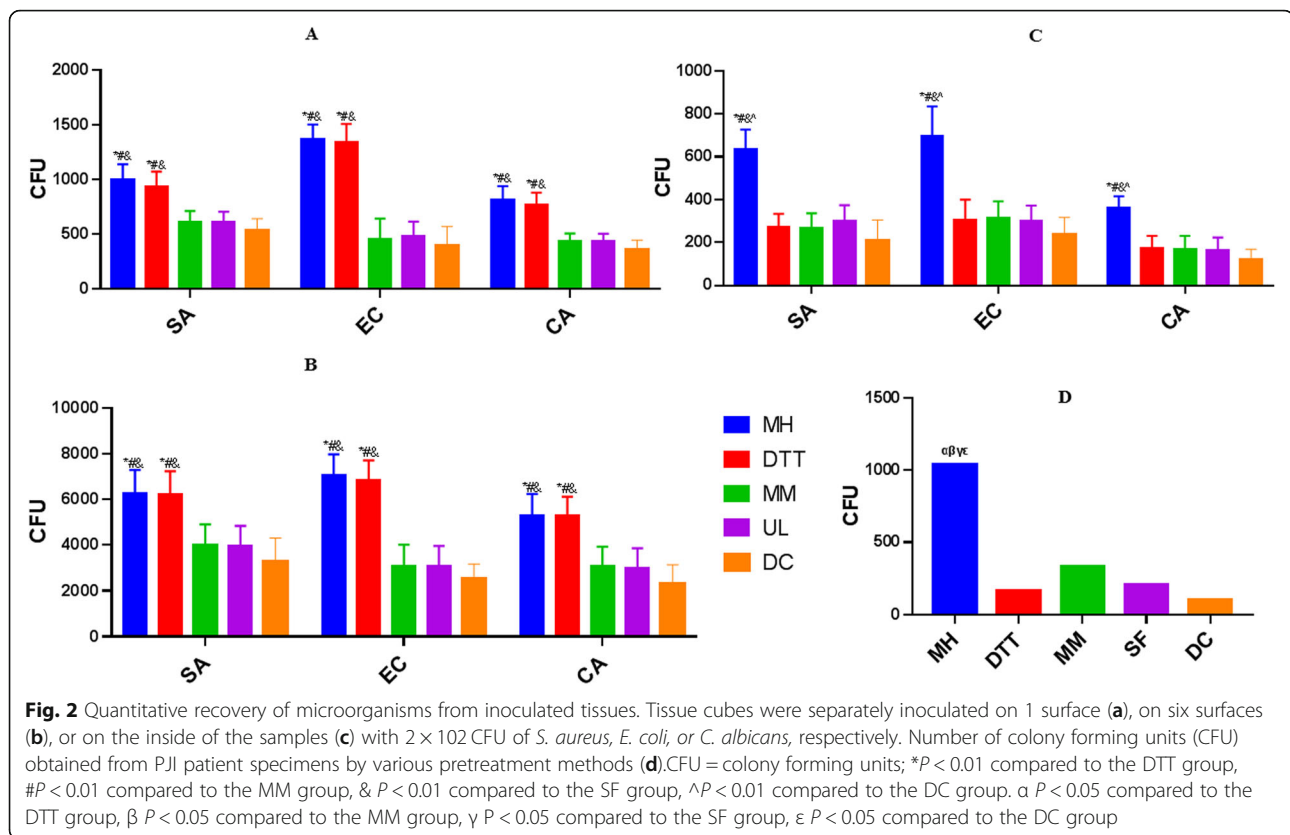 A
2000
1500
1000
500
0
CFU
*#& *#&
*#& *#&
*#& *#&
SA EC CA
C
1000
800
600
400
200
0
CFU
*#&^
*#&^
*#&^
SA EC CA
B
10000
8000
6000
4000
2000
0
CFU
*#& *#&
*#& *#&
*#& *#&
SA EC CA
MH
DTT
MM
UL
DC
D
1500
1000
500
0
CFU
αβγε
MH DTT MM SF DC
Fig. 2 Quantitative recovery of microorganisms from inoculated tissues. Tissue cubes were separately inoculated on 1 surface (a), on six surfaces
(b), or on the inside of the samples (c) with 2 × 102 CFU of S. aureus, E. coli, or C. albicans, respectively. Number of colony forming units (CFU)
obtained from PJI patient specimens by various pretreatment methods (d).CFU = colony forming units; *P < 0.01 compared to the DTT group,
#P < 0.01 compared to the MM group, & P < 0.01 compared to the SF group, ^P < 0.01 compared to the DC group. α P < 0.05 compared to the
DTT group, β P < 0.05 compared to the MM group, γ P < 0.05 compared to the SF group, ε P < 0.05 compared to the DC group